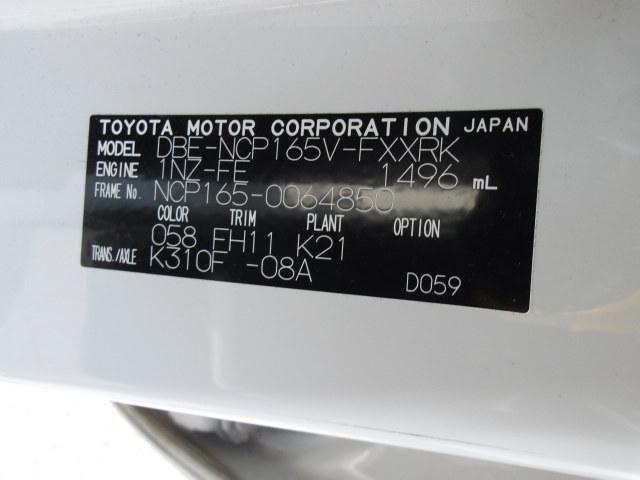 TOYOTA MOTOR CORPORATION JAPAN
MODEL DBE-NCP165V-FXXRK
ENGINE 1NZ-FE 1496 mL
FRAME No. NCP165-0064850
COLOR TRIM PLANT OPTION
058 FH11 K21
TRANS./AXLE K310F -08A
D059